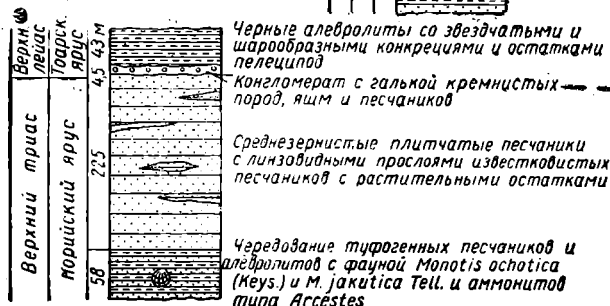 Верхн. лейас
Тоарск. ярус
43 м
Черные алевролиты со звездчатыми и
шарообразными конкрециями и остатками
пелеципод
4,5
Конгломерат с галькой кремнистых
пород, яшм и песчаников
Верхний триас
Норийский ярус
225
Среднезернистые плитчатые песчаники
с линзовидными прослоями известковистых
песчаников с растительными остатками
58
Чередование туфогенных песчаников и
алевролитов с фауной Monotis ochotica
(Keys.) и M. jakutica Tell. и аммонитов
типа Arcestes